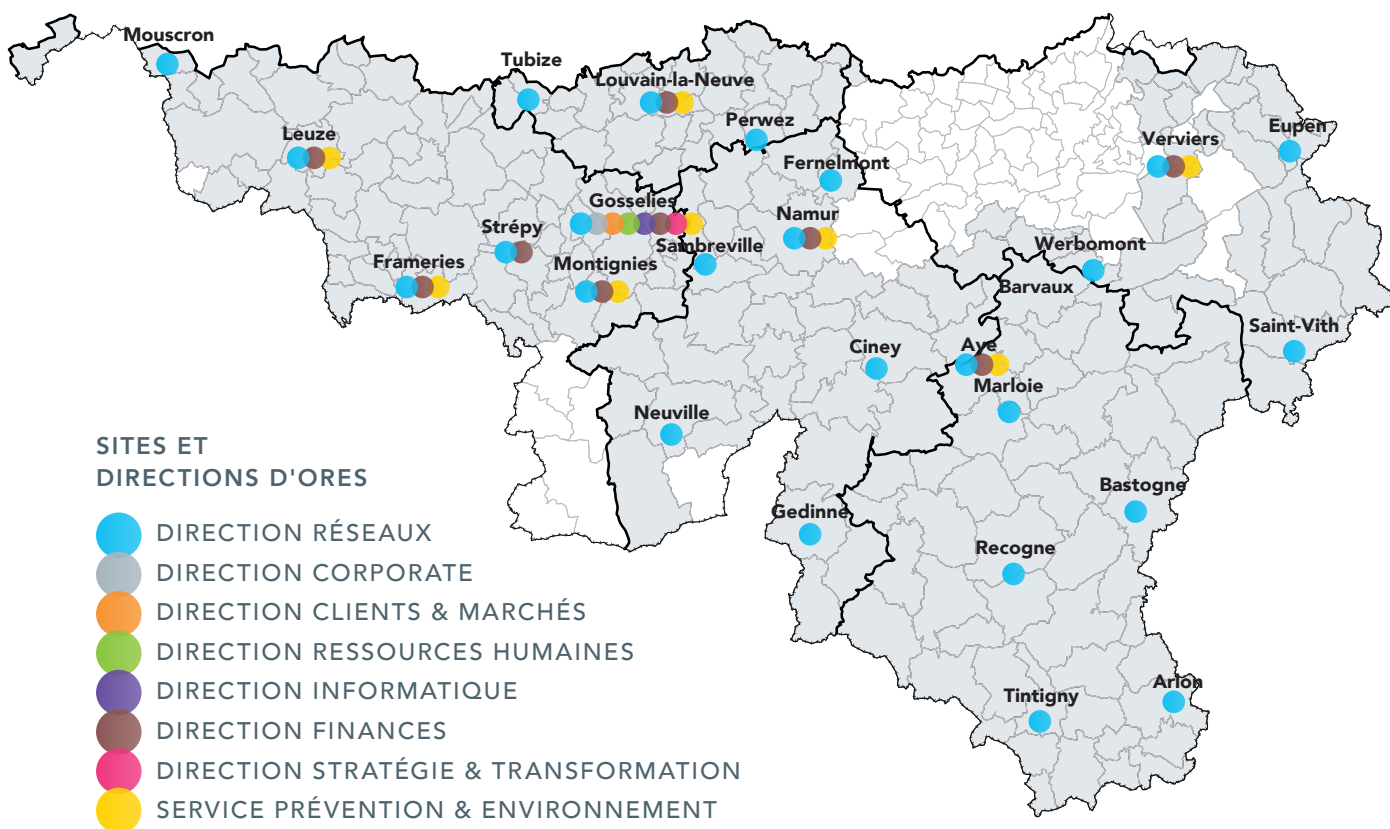 Mouscron
Tubize
Louvain-la-Neuve
Perwez
Leuze
Fernelmont
Verviers
Eupen
Gosselies
Namur
Strépy
Sambreville
Werbomont
Frameries
Montignies
Barvaux
Saint-Vith
Ciney
Aye
Marloie
Neuville
SITES ET
DIRECTIONS D'ORES
Bastogne
Gedinne
DIRECTION RÉSEAUX
Recogne
DIRECTION CORPORATE
DIRECTION CLIENTS & MARCHÉS
DIRECTION RESSOURCES HUMAINES
DIRECTION INFORMATIQUE
Arlon
Tintigny
DIRECTION FINANCES
DIRECTION STRATÉGIE & TRANSFORMATION
SERVICE PRÉVENTION & ENVIRONNEMENT